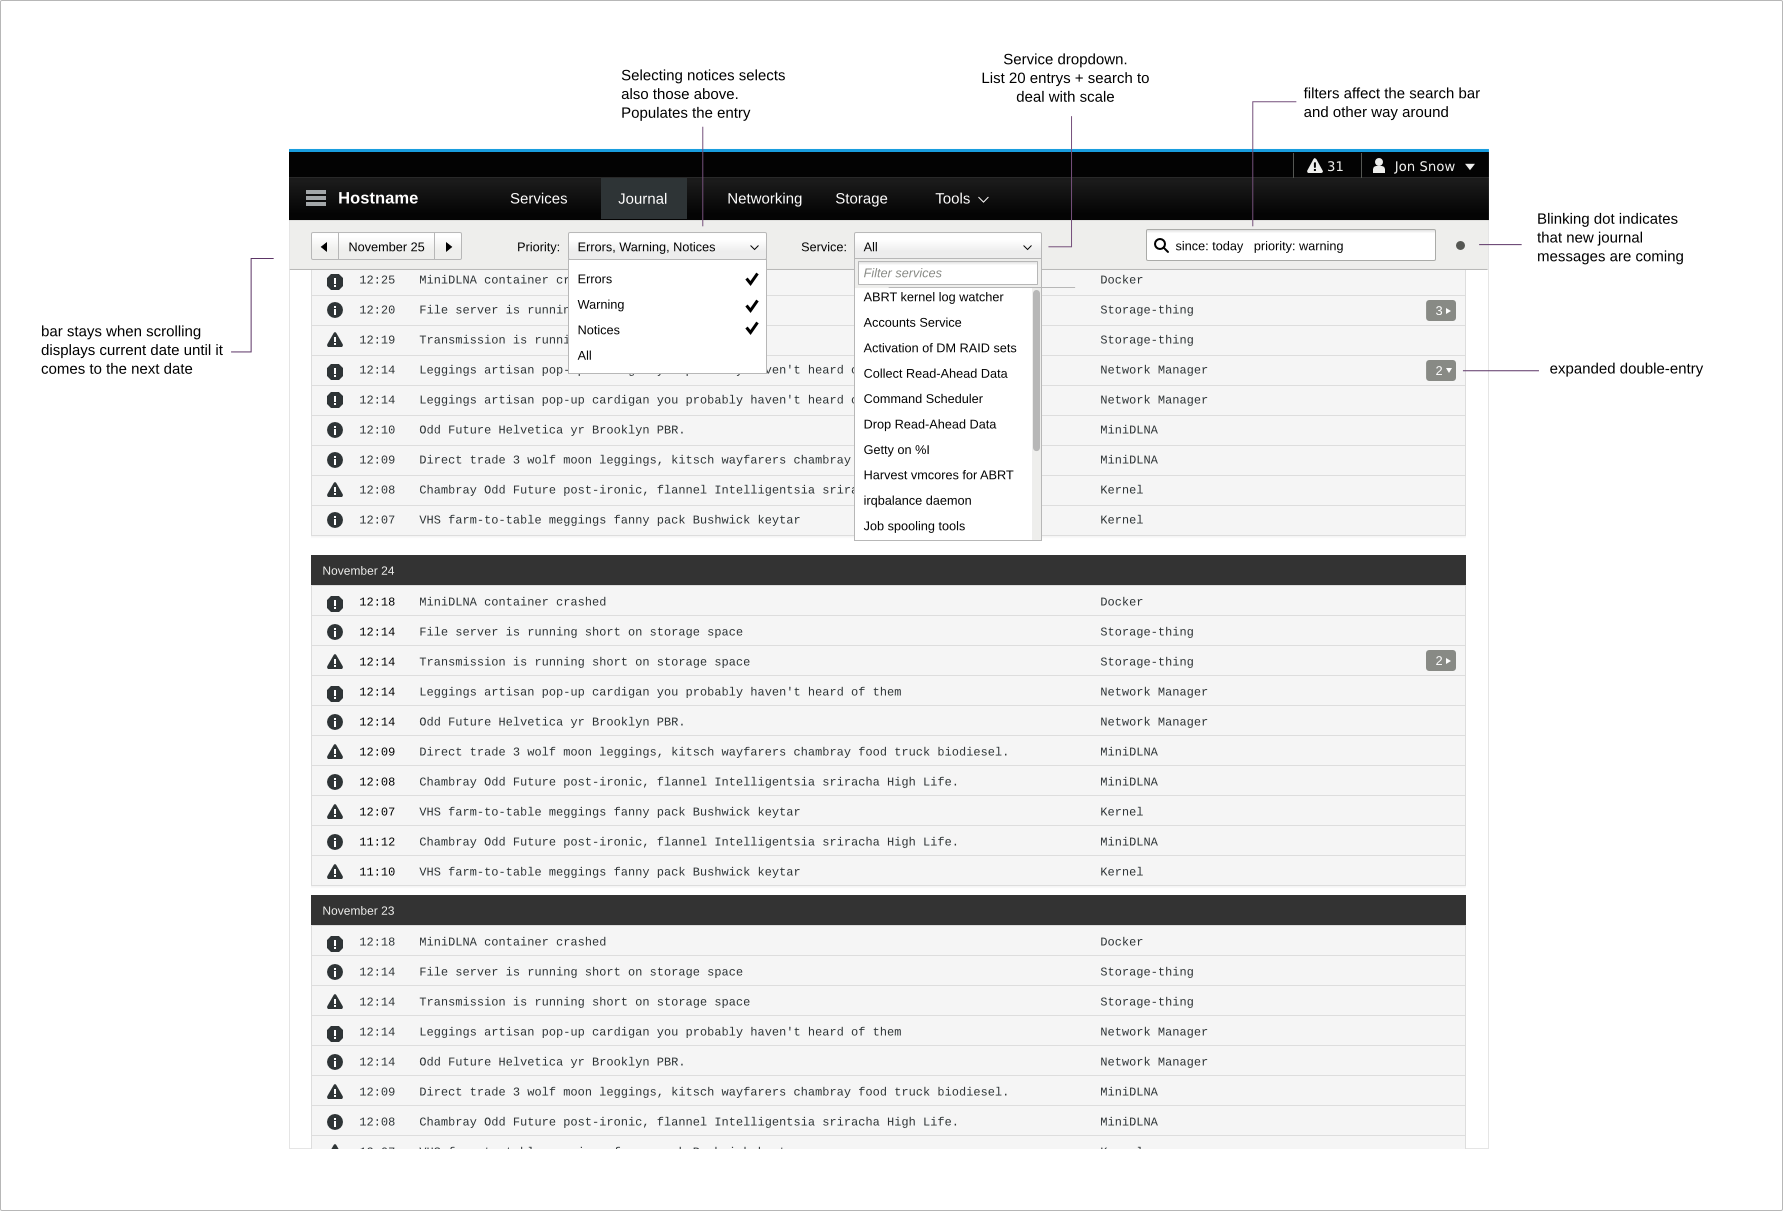 Selecting notices selects
also those above.
Populates the entry
Service dropdown.
List 20 entrys + search to
deal with scale
filters affect the search bar
and other way around
31 Jon Snow
Hostname Services Journal Networking Storage Tools
Blinking dot indicates
that new journal
messages are coming
November 25 Priority: Errors, Warning, Notices Service: All since: today priority: warning
Errors
Warning
Notices
All
Filter services
ABRT kernel log watcher
Accounts Service
Activation of DM RAID sets
Collect Read-Ahead Data
Command Scheduler
Drop Read-Ahead Data
Getty on %I
Harvest vmcores for ABRT
irqbalance daemon
Job spooling tools
bar stays when scrolling
displays current date until it
comes to the next date
expanded double-entry
12:25 MiniDLNA container Docker
12:20 File server is Storage-thing 3
12:19 Transmission is Storage-thing
12:14 Leggings artisan haven't heard Network Manager 2
12:14 Leggings artisan pop-up cardigan you probably haven't heard Network Manager
12:10 Odd Future Helvetica yr Brooklyn PBR. MiniDLNA
12:09 Direct trade 3 wolf moon leggings, kitsch wayfarers chambray MiniDLNA
12:08 Chambray Odd Future post-ironic, flannel Intelligentsia Kernel
12:07 VHS farm-to-table meggings fanny pack Bushwick keytar Kernel
November 24
12:18 MiniDLNA container crashed Docker
12:14 File server is running short on storage space Storage-thing
12:14 Transmission is running short on storage space Storage-thing 2
12:14 Leggings artisan pop-up cardigan you probably haven't heard of them Network Manager
12:14 Odd Future Helvetica yr Brooklyn PBR. Network Manager
12:09 Direct trade 3 wolf moon leggings, kitsch wayfarers chambray food truck biodiesel. MiniDLNA
12:08 Chambray Odd Future post-ironic, flannel Intelligentsia sriracha High Life. MiniDLNA
12:07 VHS farm-to-table meggings fanny pack Bushwick keytar Kernel
11:12 Chambray Odd Future post-ironic, flannel Intelligentsia sriracha High Life. MiniDLNA
11:10 VHS farm-to-table meggings fanny pack Bushwick keytar Kernel
November 23
12:18 MiniDLNA container crashed Docker
12:14 File server is running short on storage space Storage-thing
12:14 Transmission is running short on storage space Storage-thing
12:14 Leggings artisan pop-up cardigan you probably haven't heard of them Network Manager
12:14 Odd Future Helvetica yr Brooklyn PBR. Network Manager
12:09 Direct trade 3 wolf moon leggings, kitsch wayfarers chambray food truck biodiesel. MiniDLNA
12:08 Chambray Odd Future post-ironic, flannel Intelligentsia sriracha High Life. MiniDLNA